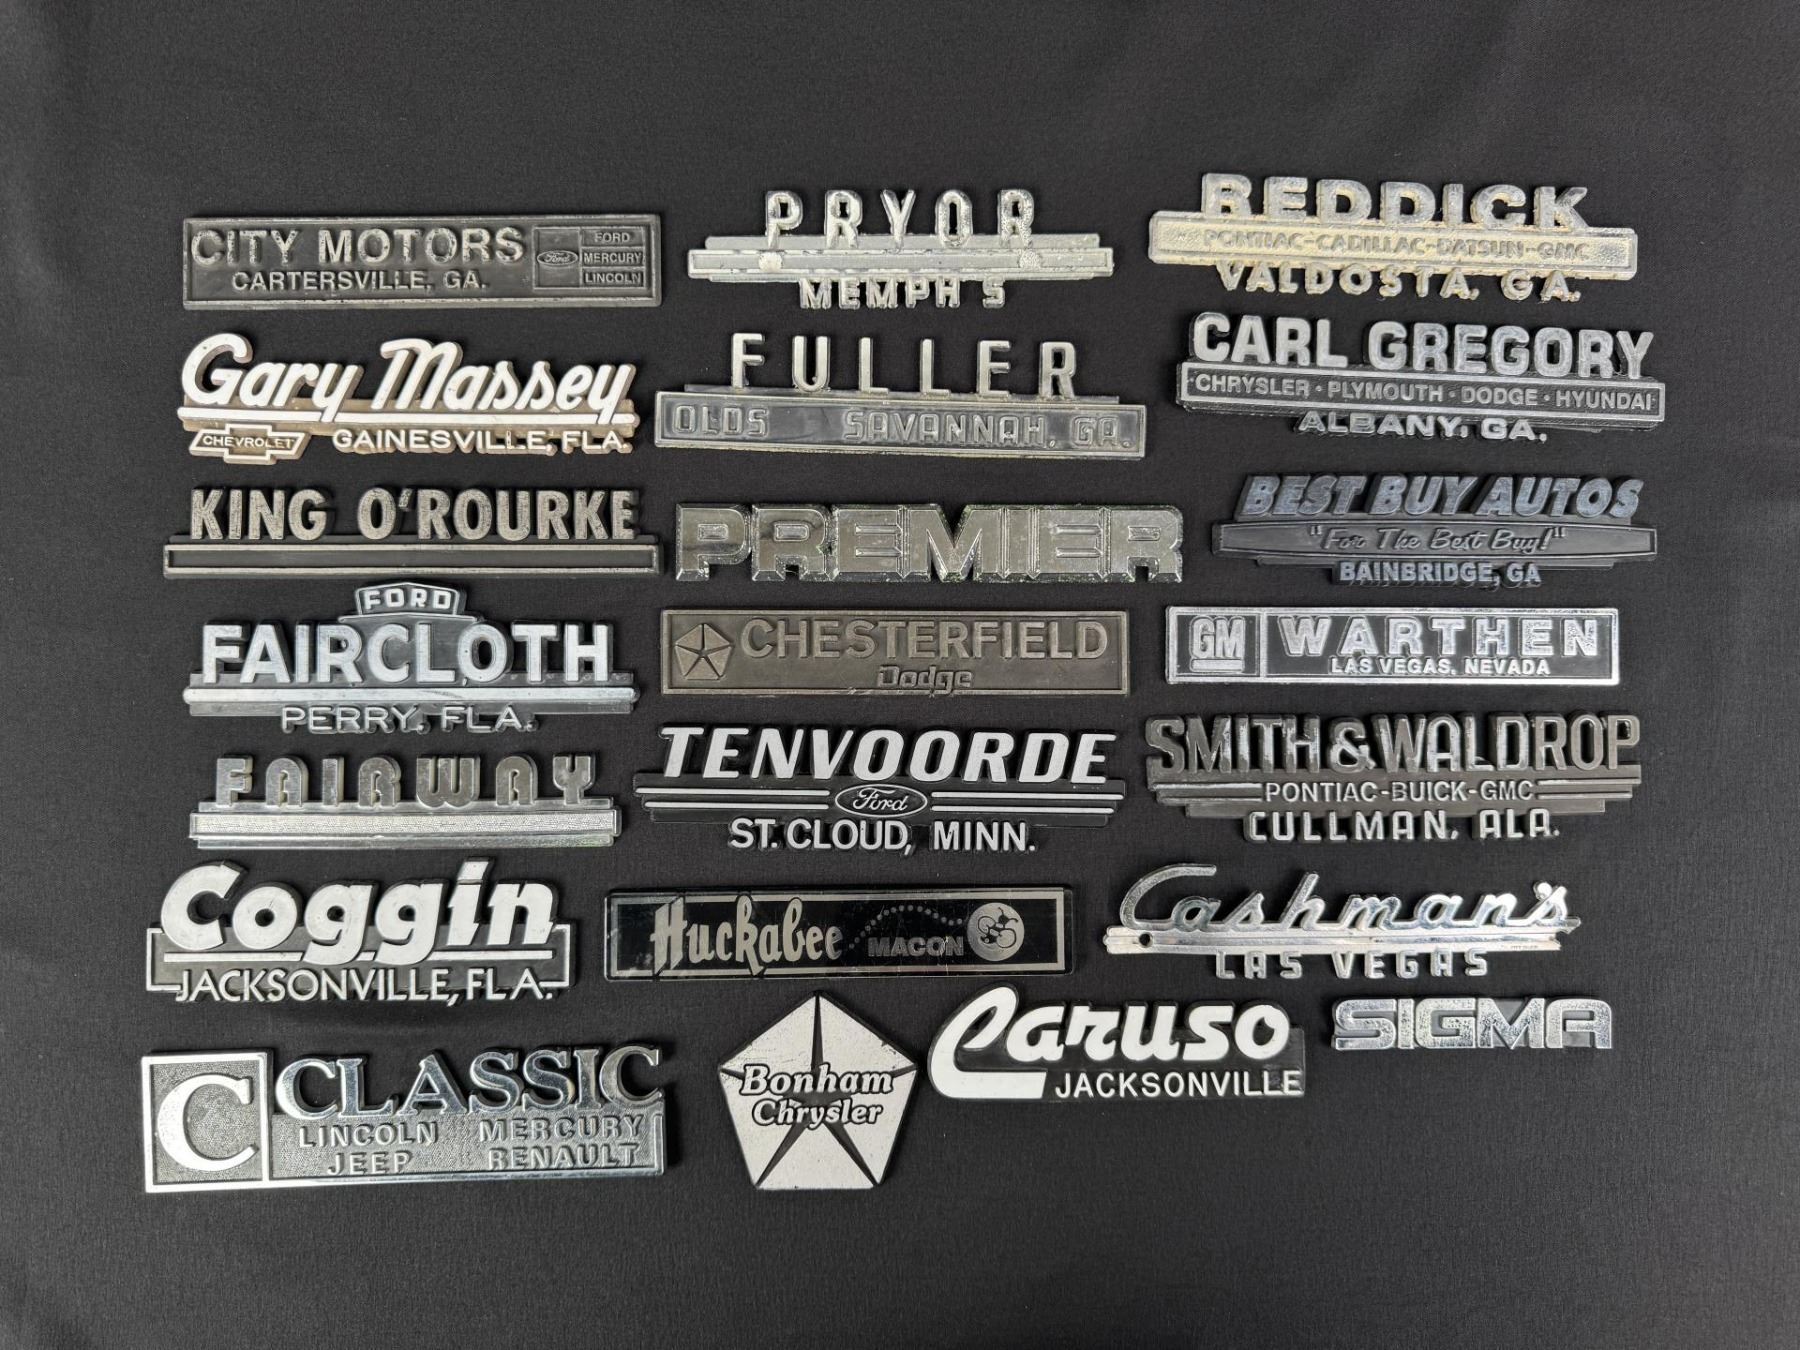 CITY MOTORS
CARTERSVILLE, GA.
Ford
FORD
MERCURY
LINCOLN
PRYOR
MEMPH S
REDDICK
PONTIAC-CADILLAC-DATSUN-GMC
VALDOSTA, GA.
Gary Massey
CHEVROLET
GAINESVILLE, FLA.
FULLER
OLDS SAVANNAH, GA.
CARL GREGORY
CHRYSLER · PLYMOUTH · DODGE · HYUNDAI
ALBANY, GA.
KING O'ROURKE
PREMIER
BEST BUY AUTOS
"For The Best Buy!"
BAINBRIDGE, GA
FORD
FAIRCLOTH
PERRY, FLA.
CHESTERFIELD
Dodge
GM
WARTHEN
LAS VEGAS, NEVADA
FAIRWAY
TENVOORDE
Ford
ST. CLOUD, MINN.
SMITH & WALDROP
PONTIAC-BUICK-GMC
CULLMAN, ALA.
Coggin
JACKSONVILLE, FLA.
Huckabee
MACON
Cashman's
LAS VEGAS
C CLASSIC
LINCOLN MERCURY
JEEP RENAULT
Bonham
Chrysler
Caruso
JACKSONVILLE
SIGMA